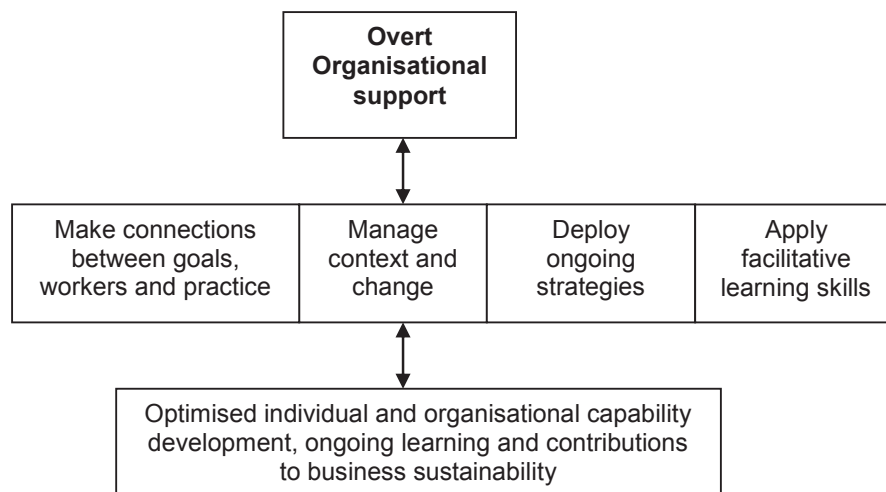 Overt
Organisational
support
Make connections
between goals,
workers and practice
Manage
context and
change
Deploy
ongoing
strategies
Apply
facilitative
learning skills
Optimised individual and organisational capability
development, ongoing learning and contributions
to business sustainability